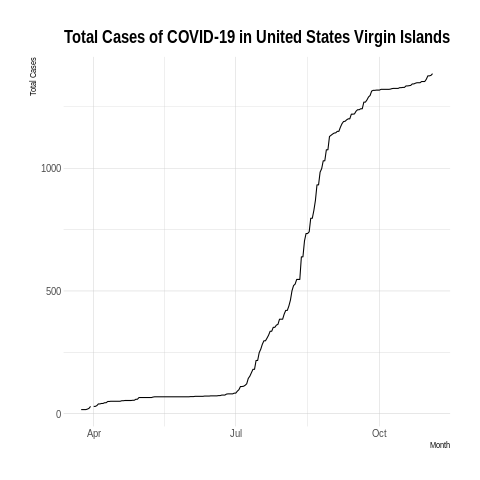 Total Cases of COVID-19 in United States Virgin Islands
Total Cases
1000
500
0
Apr Jul Oct
Month